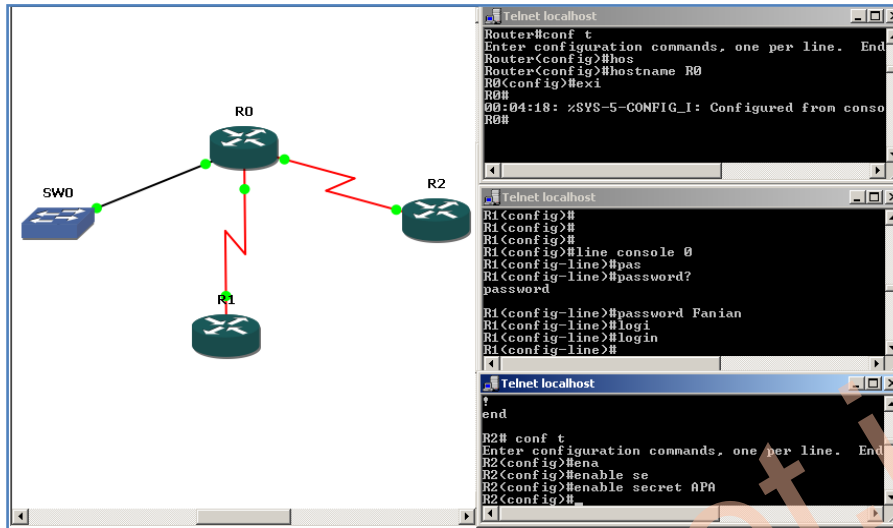 R0
SW0
R2
R1
Telnet localhost
Router#conf t
Enter configuration commands, one per line.  End
Router(config)#hos
Router(config)#hostname R0
R0(config)#exi
R0#
00:04:18: %SYS-5-CONFIG_I: Configured from conso
R0#
Telnet localhost
R1(config)#
R1(config)#
R1(config)#
R1(config)#line console 0
R1(config-line)#pas
R1(config-line)#password?
password
R1(config-line)#password Fanian
R1(config-line)#logi
R1(config-line)#login
R1(config-line)#
Telnet localhost
!
end
R2# conf t
Enter configuration commands, one per line.  End
R2(config)#ena
R2(config)#enable se
R2(config)#enable secret APA
R2(config)#_